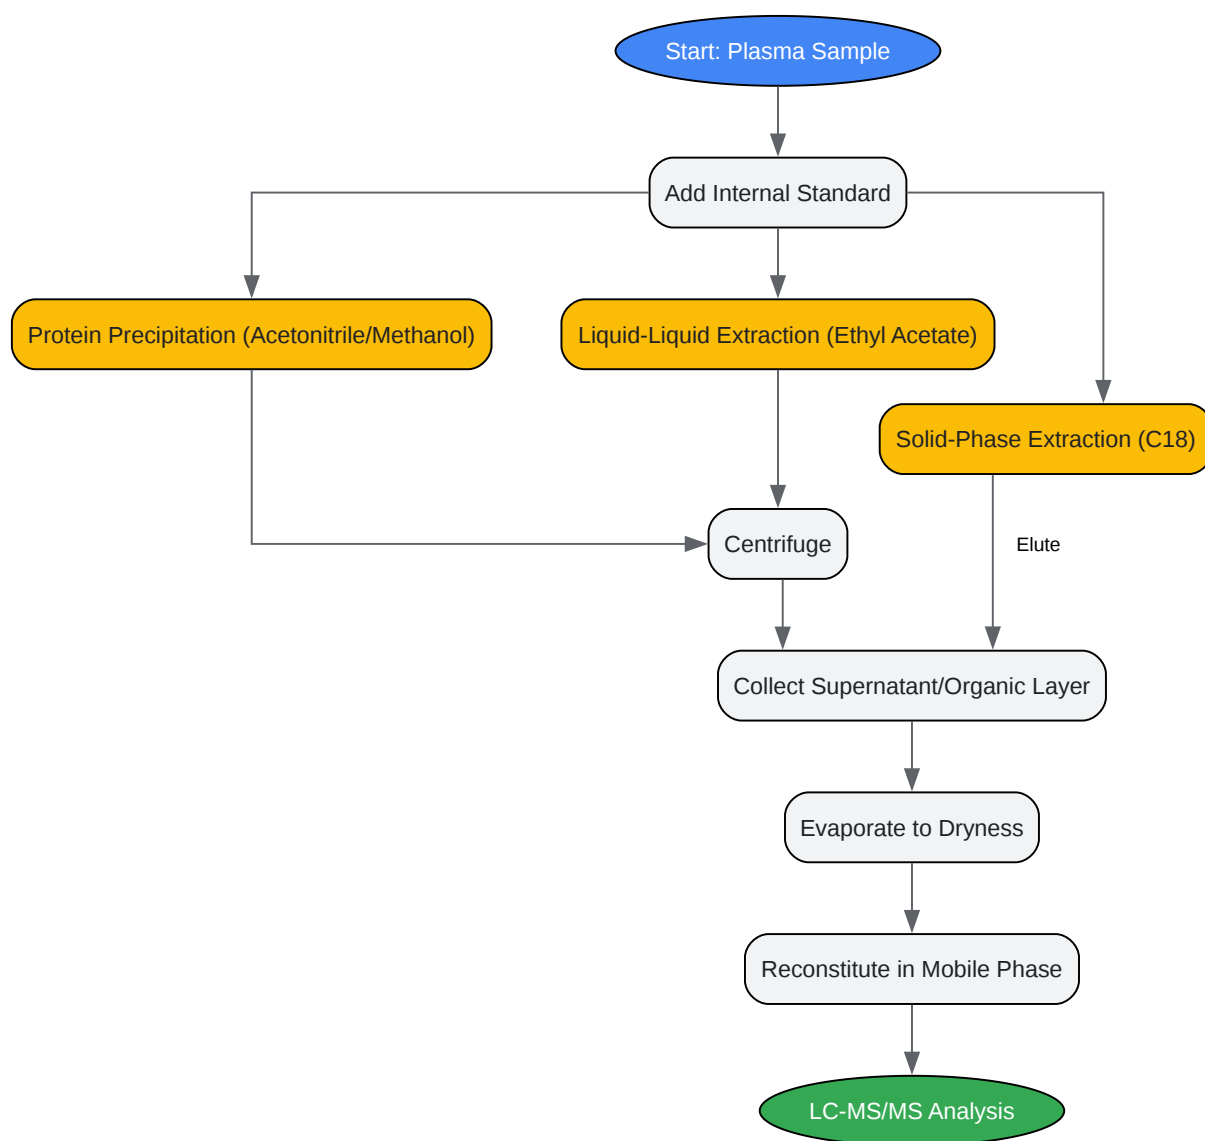 Start: Plasma Sample
Add Internal Standard
Protein Precipitation (Acetonitrile/Methanol)
Liquid-Liquid Extraction (Ethyl Acetate)
Solid-Phase Extraction (C18)
Centrifuge
Elute
Collect Supernatant/Organic Layer
Evaporate to Dryness
Reconstitute in Mobile Phase
LC-MS/MS Analysis